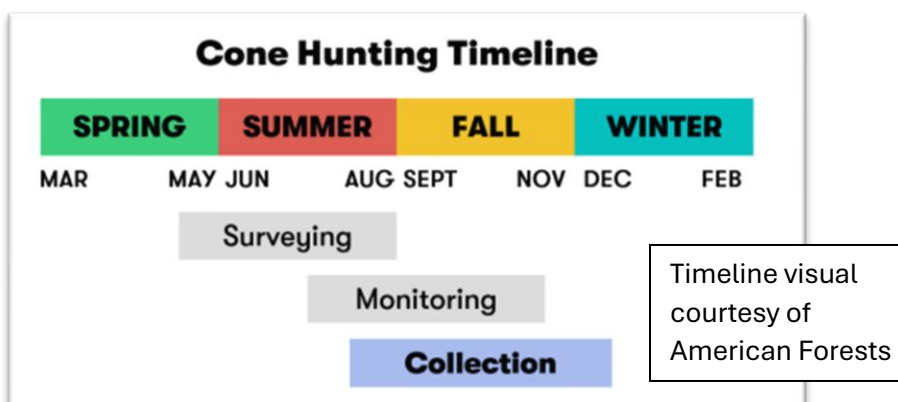 Cone Hunting Timeline
SPRING SUMMER FALL WINTER
MAR MAY JUN AUG SEPT NOV DEC FEB
Surveying
Monitoring
Collection
Timeline visual
courtesy of
American Forests